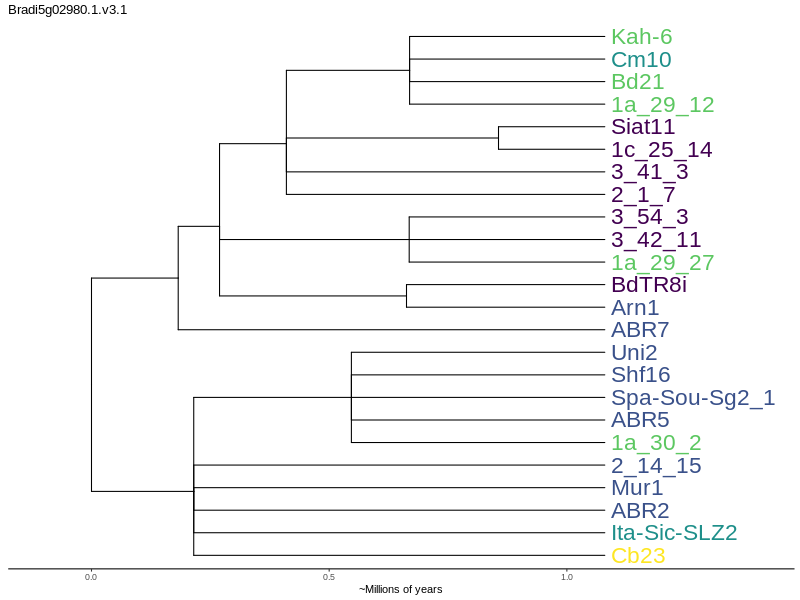 Bradi5g02980.1.v3.1
Kah-6
Cm10
Bd21
1a_29_12
Siat11
1c_25_14
3_41_3
2_1_7
3_54_3
3_42_11
1a_29_27
BdTR8i
Arn1
ABR7
Uni2
Shf16
Spa-Sou-Sg2_1
ABR5
1a_30_2
2_14_15
Mur1
ABR2
Ita-Sic-SLZ2
Cb23
0.0 0.5 1.0
~Millions of years